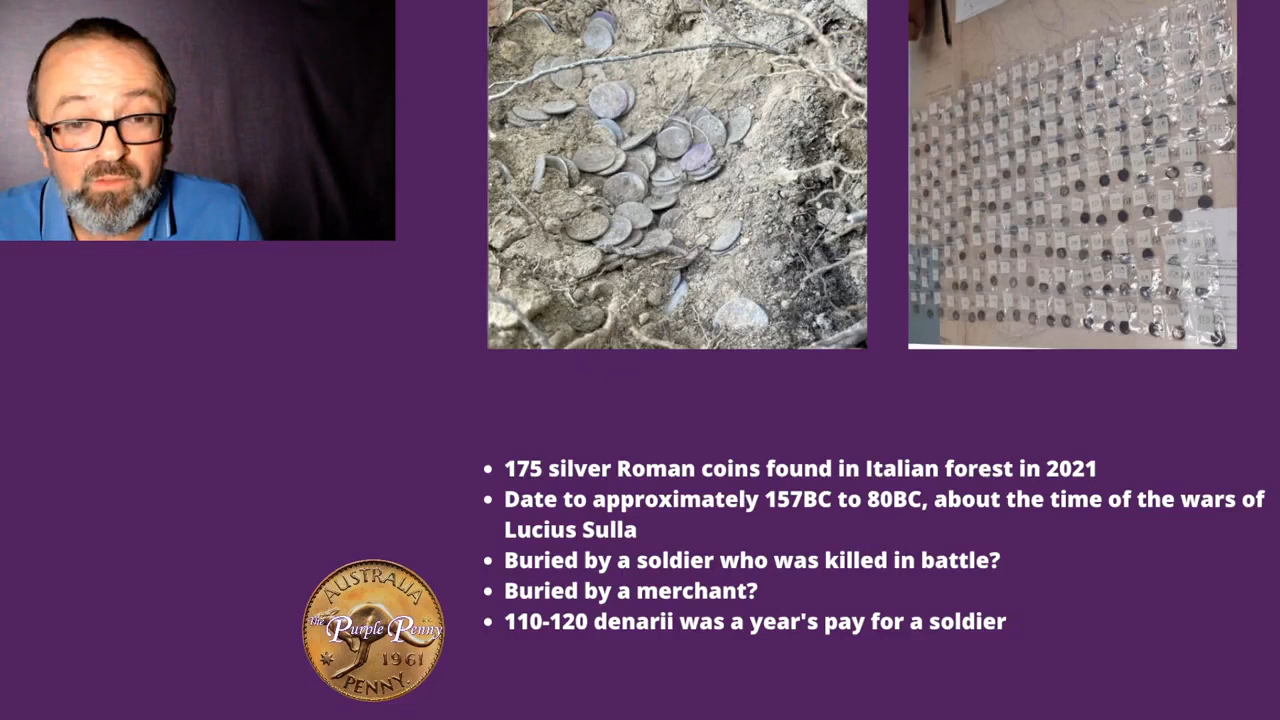 • 175 silver Roman coins found in Italian forest in 2021
• Date to approximately 157BC to 80BC, about the time of the wars of
Lucius Sulla
• Buried by a soldier who was killed in battle?
• Buried by a merchant?
• 110-120 denarii was a year's pay for a soldier
AUSTRALIA
The Purple Penny
1961
PENNY.